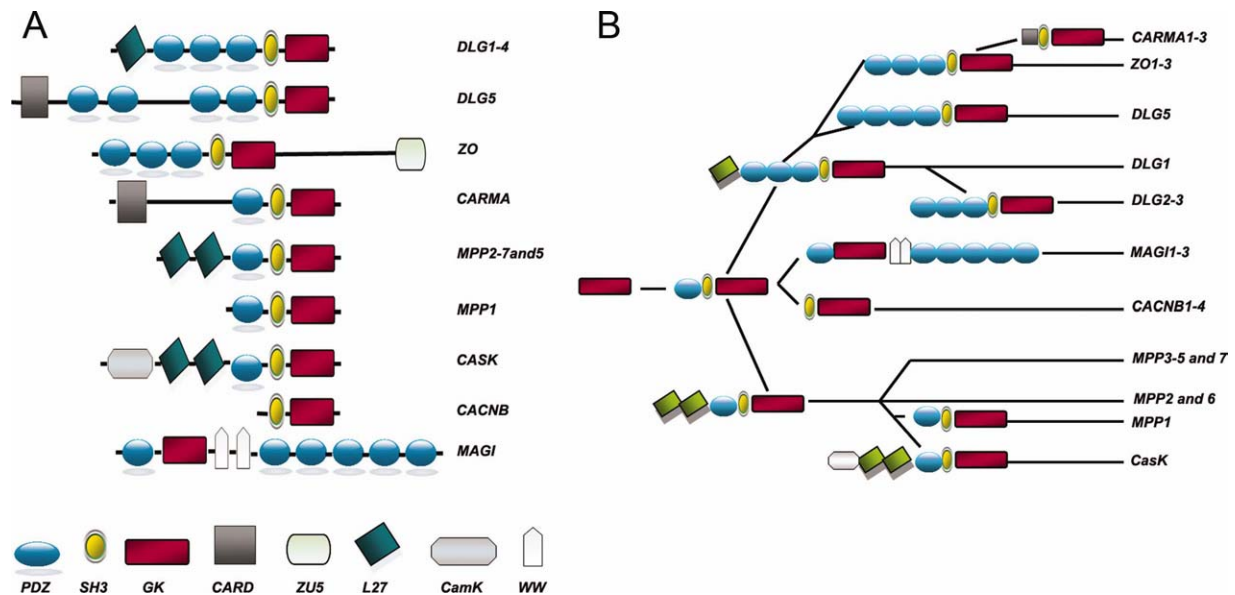 A
DLG1-4
DLG5
ZO
CARMA
MPP2-7and5
MPP1
CASK
CACNB
MAGI
PDZ SH3 GK CARD ZU5 L27 CamK WW
B
CARMA1-3
ZO1-3
DLG5
DLG1
DLG2-3
MAGI1-3
CACNB1-4
MPP3-5 and 7
MPP2 and 6
MPP1
CasK